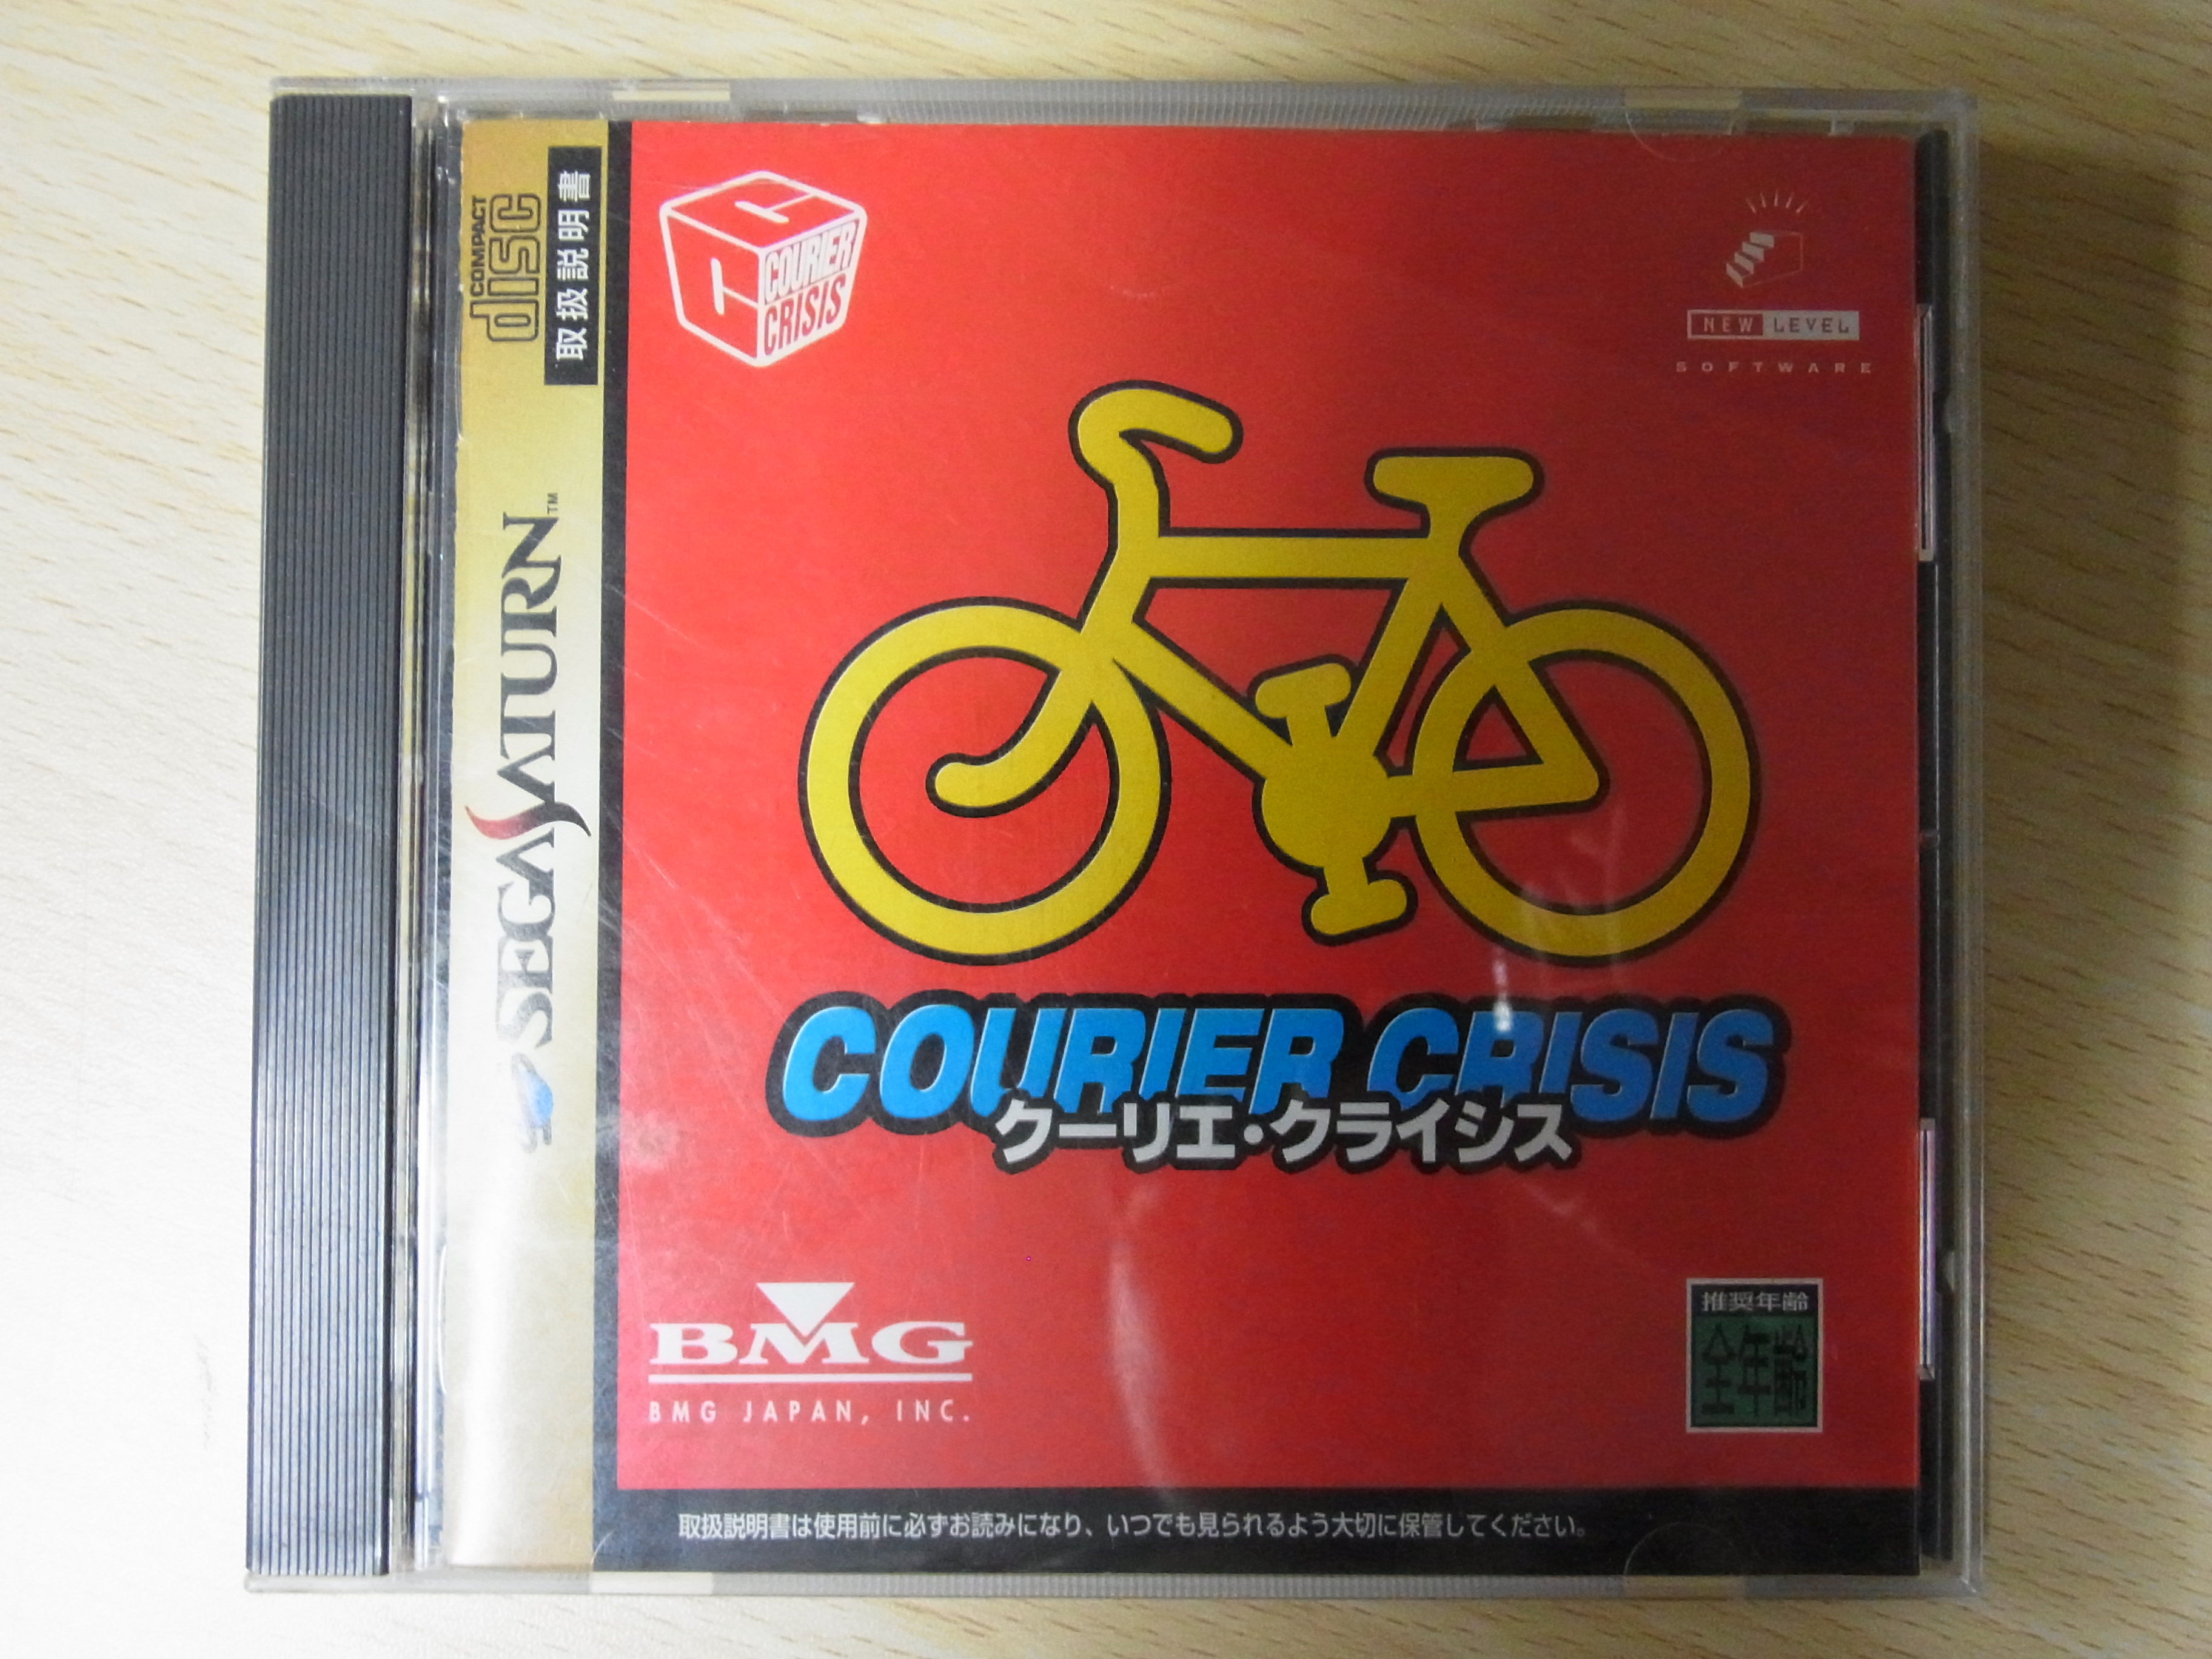 COMPACT
disc
取扱説明書
SEGA SATURN™
COURIER
CRISIS
NEW LEVEL
SOFTWARE
COURIER CRISIS
クーリエ・クライシス
BMG
BMG JAPAN, INC.
推奨年齢
全年齢
取扱説明書は使用前に必ずお読みになり、いつでも見られるよう大切に保管してください。